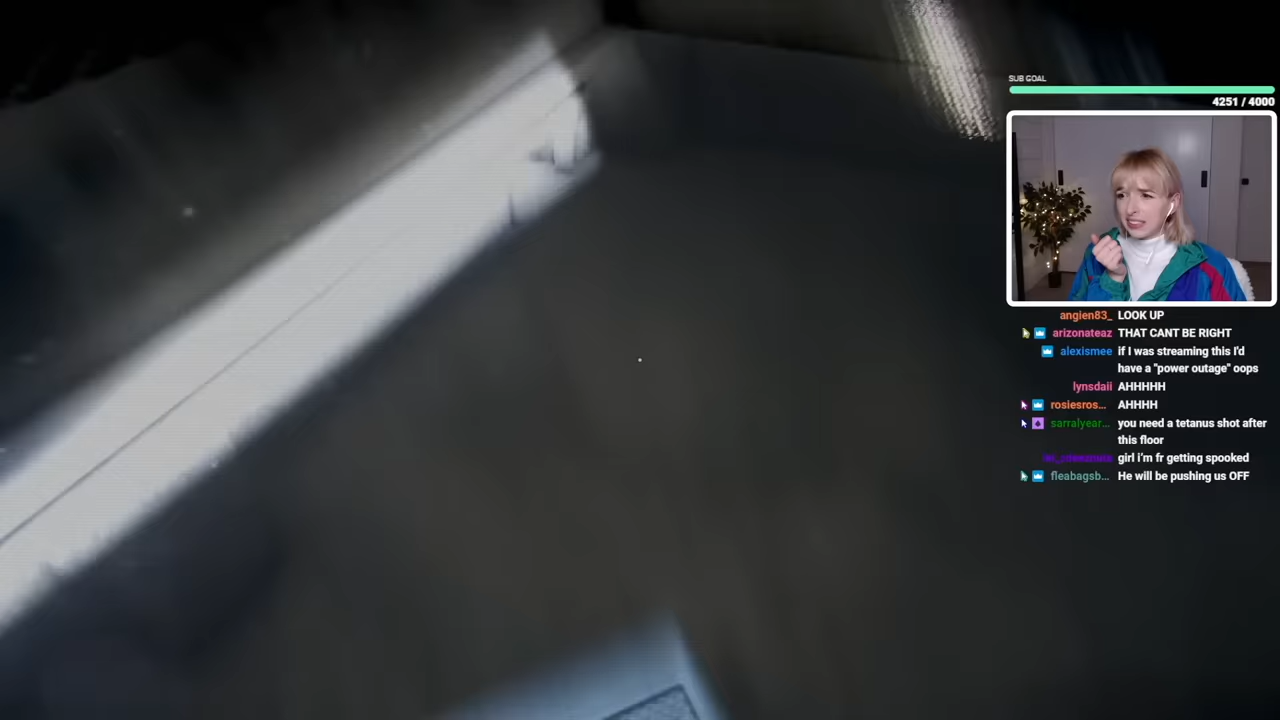 SUB GOAL
4251 / 4000
angien83_ LOOK UP
arizonateaz THAT CANT BE RIGHT
alexismee if I was streaming this I'd
have a "power outage" oops
lynsdaii AHHHHH
rosiesros... AHHHH
sarralyear... you need a tetanus shot after
this floor
girl i'm fr getting spooked
fleabagsb... He will be pushing us OFF